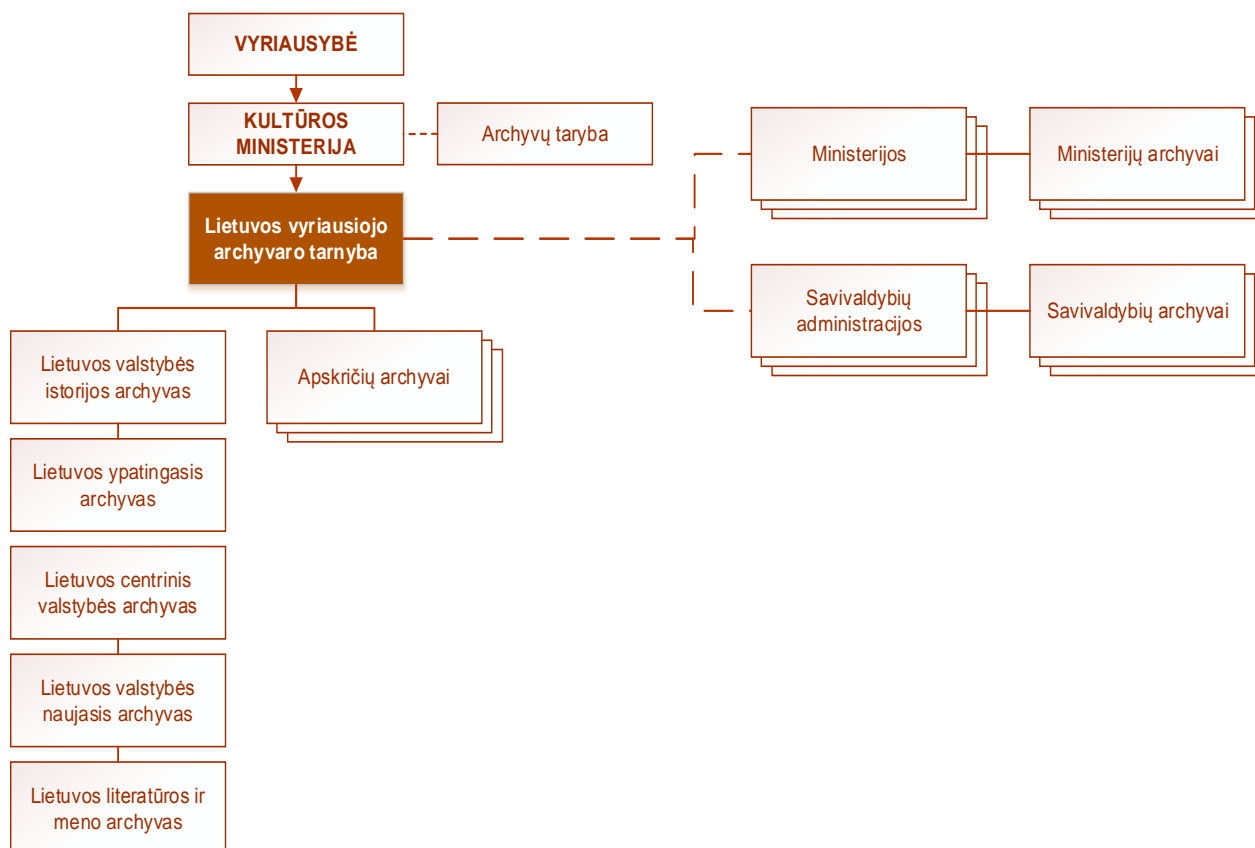 VYRIAUSYBĖ
KULTŪROS
MINISTERIJA
Archyvų taryba
Ministerijos
Ministerijų archyvai
Lietuvos vyriausiojo
archyvaro tarnyba
Savivaldybių
administracijos
Savivaldybių archyvai
Lietuvos valstybės
istorijos archyvas
Apskričių archyvai
Lietuvos ypatingasis
archyvas
Lietuvos centrinis
valstybės archyvas
Lietuvos valstybės
naujasis archyvas
Lietuvos literatūros ir
meno archyvas